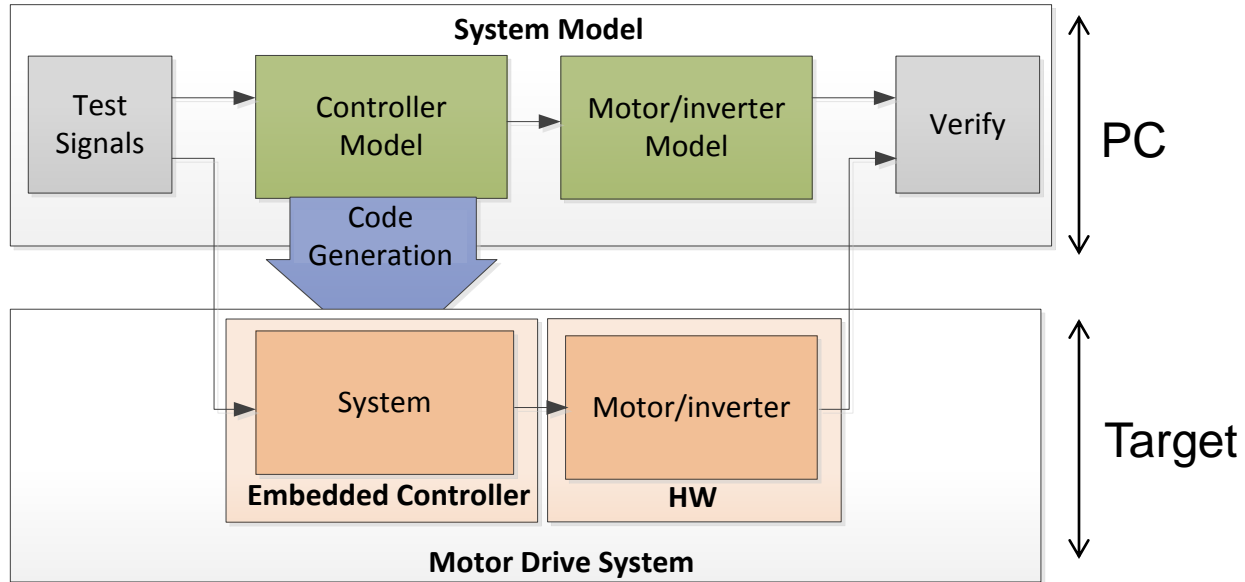 System Model
Test
Signals
Controller
Model
Motor/inverter
Model
Verify
PC
Code
Generation
System
Motor/inverter
Target
Embedded Controller
HW
Motor Drive System